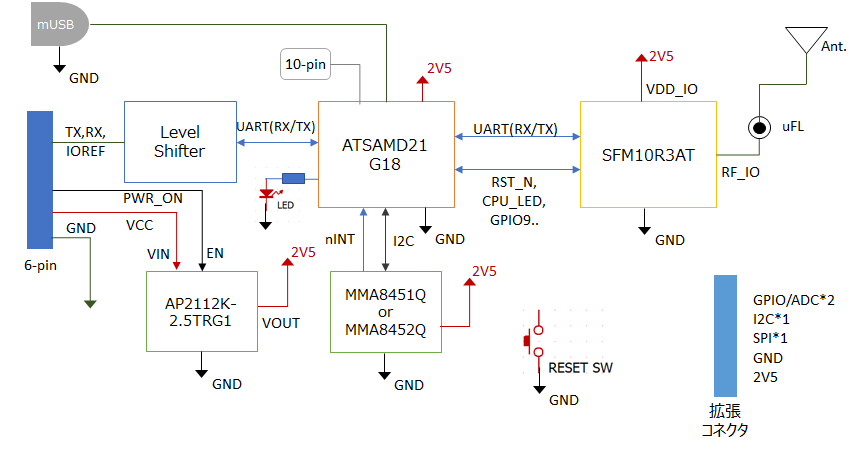 mUSB
GND
10-pin
2V5
2V5
VDD_IO
Ant.
uFL
TX,RX,
IOREF
Level
Shifter
UART(RX/TX)
ATSAMD21
G18
UART(RX/TX)
SFM10R3AT
RF_IO
RST_N,
CPU_LED,
GPIO9..
LED
PWR_ON
GND
VCC
VIN
EN
6-pin
nINT
I2C
GND
GND
2V5
AP2112K-
2.5TRG1
VOUT
GND
MMA8451Q
or
MMA8452Q
2V5
GND
RESET SW
GND
GPIO/ADC*2
I2C*1
SPI*1
GND
2V5
拡張
コネクタ